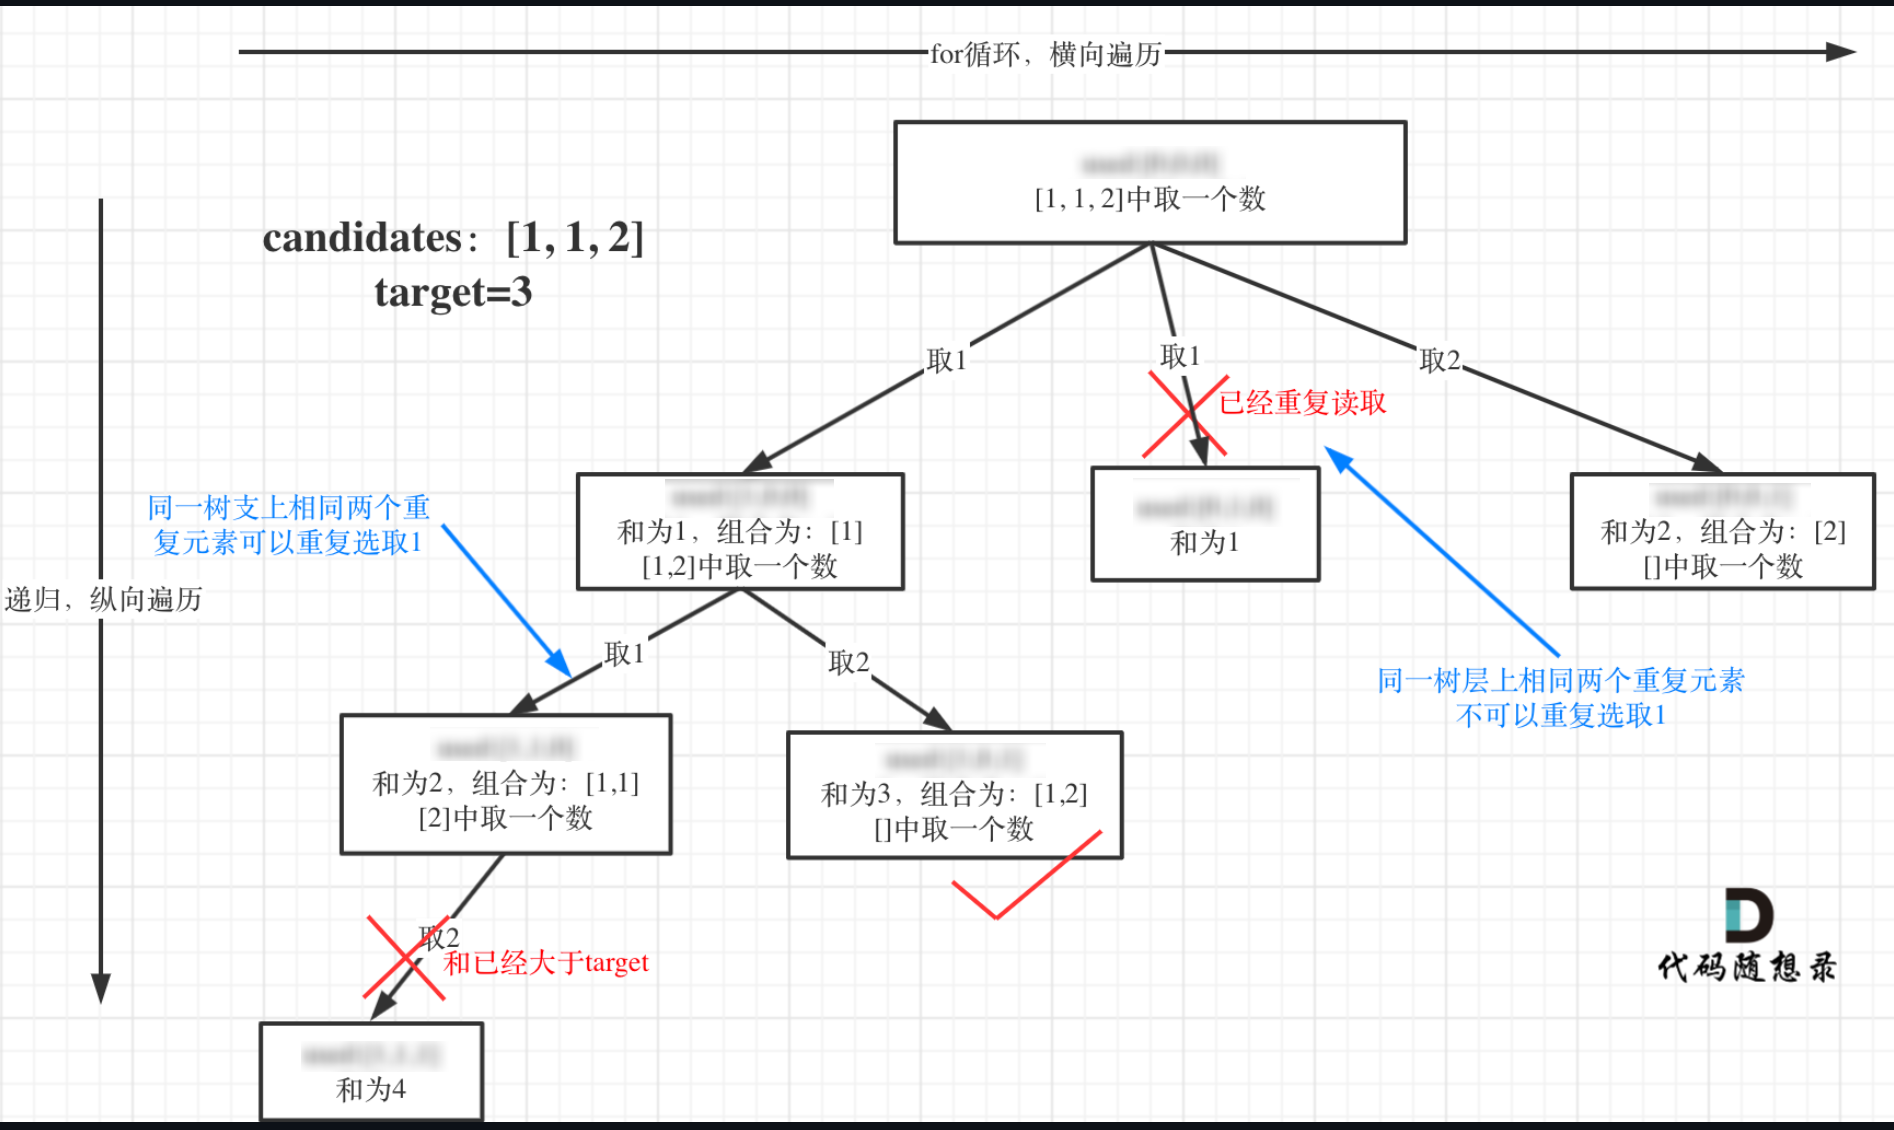 for循环，横向遍历
[1, 1, 2]中取一个数
candidates：[1, 1, 2]
target=3
取1
取1
取2
已经重复读取
同一树支上相同两个重
复元素可以重复选取1
和为1，组合为：[1]
[1,2]中取一个数
和为1
和为2，组合为：[2]
[]中取一个数
递归，纵向遍历
取1
取2
同一树层上相同两个重复元素
不可以重复选取1
和为2，组合为：[1,1]
[2]中取一个数
和为3，组合为：[1,2]
[]中取一个数
取2
和已经大于target
代码随想录
和为4